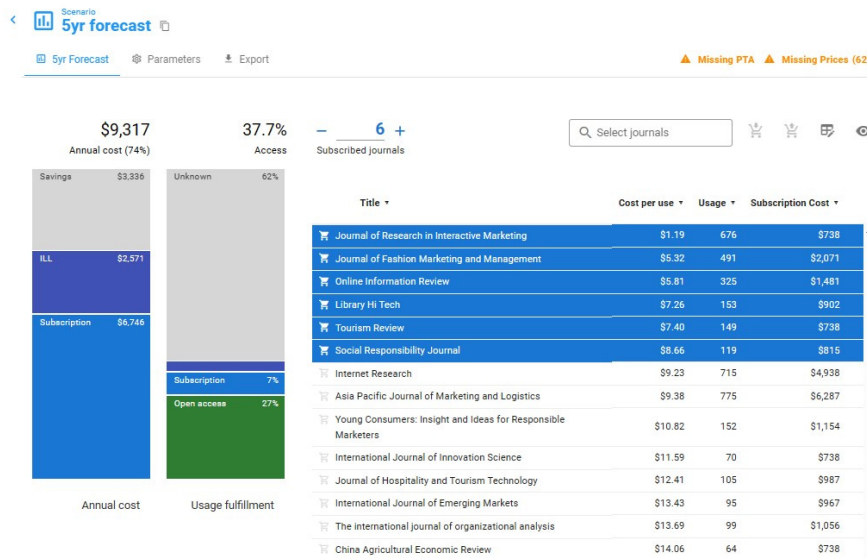 Scenario
5yr forecast
5yr Forecast
Parameters
Export
Missing PTA
Missing Prices (62
$9,317
Annual cost (74%)
37.7%
Access
− 6 +
Subscribed journals
Select journals
Savings $3,336
ILL $2,571
Subscription $6,746
Annual cost
Unknown 62%
Subscription 7%
Open access 27%
Usage fulfillment
Title Cost per use Usage Subscription Cost
Journal of Research in Interactive Marketing $1.19 676 $738
Journal of Fashion Marketing and Management $5.32 491 $2,071
Online Information Review $5.81 325 $1,481
Library Hi Tech $7.26 153 $902
Tourism Review $7.40 149 $738
Social Responsibility Journal $8.66 119 $815
Internet Research $9.23 715 $4,938
Asia Pacific Journal of Marketing and Logistics $9.38 775 $6,287
Young Consumers: Insight and Ideas for Responsible
Marketers $10.82 152 $1,154
International Journal of Innovation Science $11.59 70 $738
Journal of Hospitality and Tourism Technology $12.41 105 $987
International Journal of Emerging Markets $13.43 95 $967
The international journal of organizational analysis $13.69 99 $1,056
China Agricultural Economic Review $14.06 64 $738